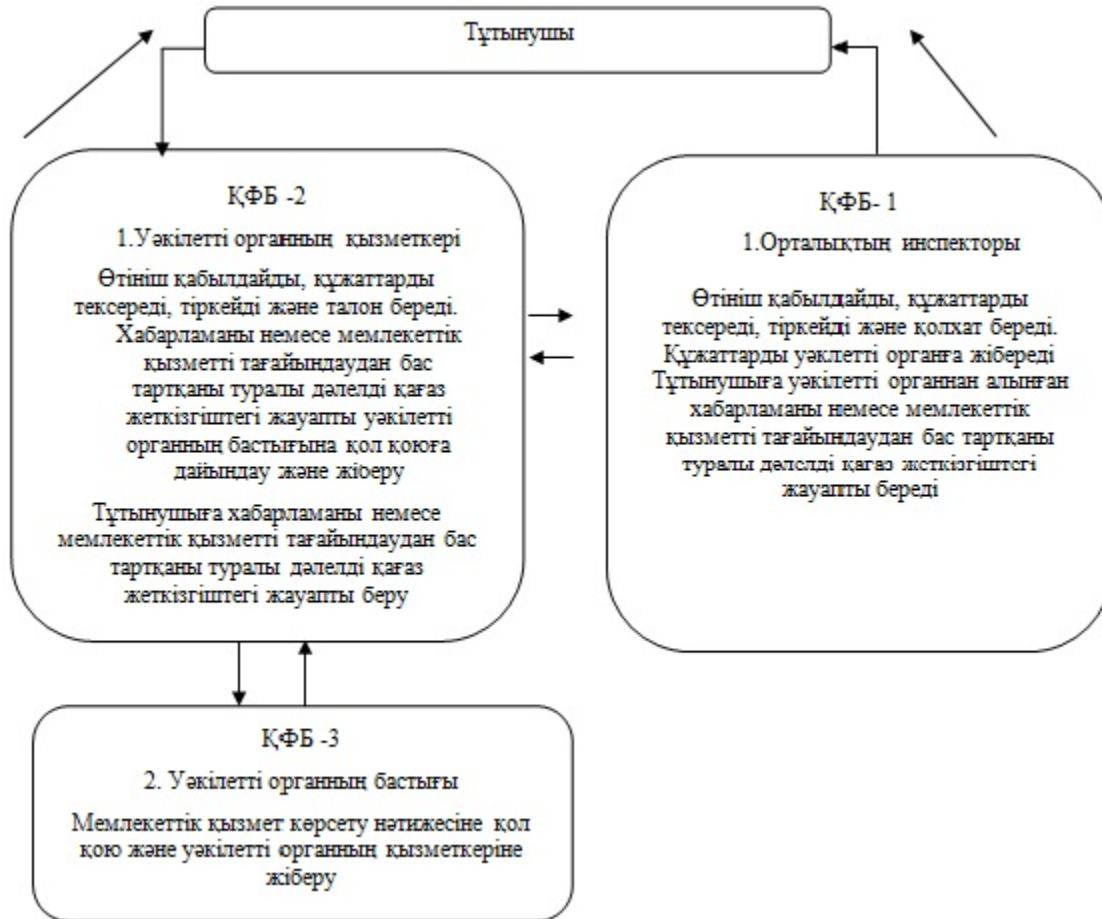 Тұтынушы
ҚФБ -2
1.Уәкілетті органның қызметкері
Өтініш қабылдайды, құжаттарды
тексереді, тіркейді және талон береді.
Хабарламаны немесе мемлекеттік
қызметті тағайындаудан бас
тартқаны туралы дәлелді қағаз
жеткізгіштегі жауапты уәкілетті
органның бастығына қол қоюға
дайындау және жіберу
Тұтынушыға хабарламаны немесе
мемлекеттік қызметті тағайындаудан бас
тартқаны туралы дәлелді қағаз
жеткізгіштегі жауапты беру
ҚФБ- 1
1.Орталықтың инспекторы
Өтініш қабылдайды, құжаттарды
тексереді, тіркейді және қолхат береді.
Құжаттарды уәклетті органға жібереді
Тұтынушыға уәкілетті органнан алынған
хабарламаны немесе мемлекеттік
қызметті тағайындаудан бас тартқаны
туралы дәлелді қағаз жеткізгіштегі
жауапты береді
ҚФБ -3
2. Уәкілетті органның бастығы
Мемлекеттік қызмет көрсету нәтижесіне қол
қою және уәкілетті органның қызметкеріне
жіберу